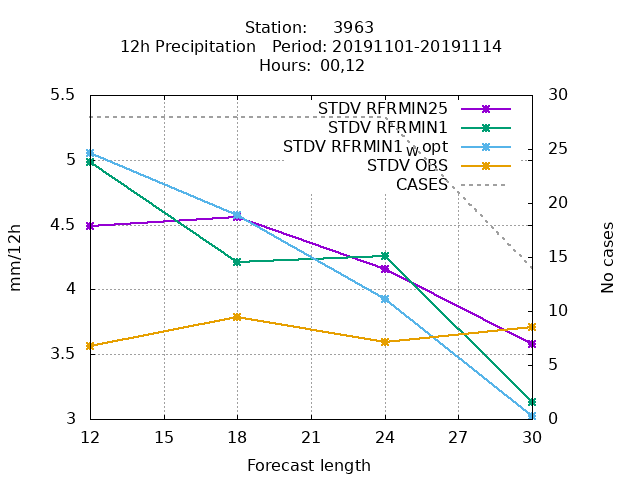 Station: 3963
12h Precipitation Period: 20191101-20191114
Hours: 00,12
5.5
5
4.5
4
3.5
3
30
25
20
15
10
5
0
STDV RFRMIN25
STDV RFRMIN1
STDV RFRMIN1_W opt
STDV OBS
CASES
mm/12h
No cases
12 15 18 21 24 27 30
Forecast length